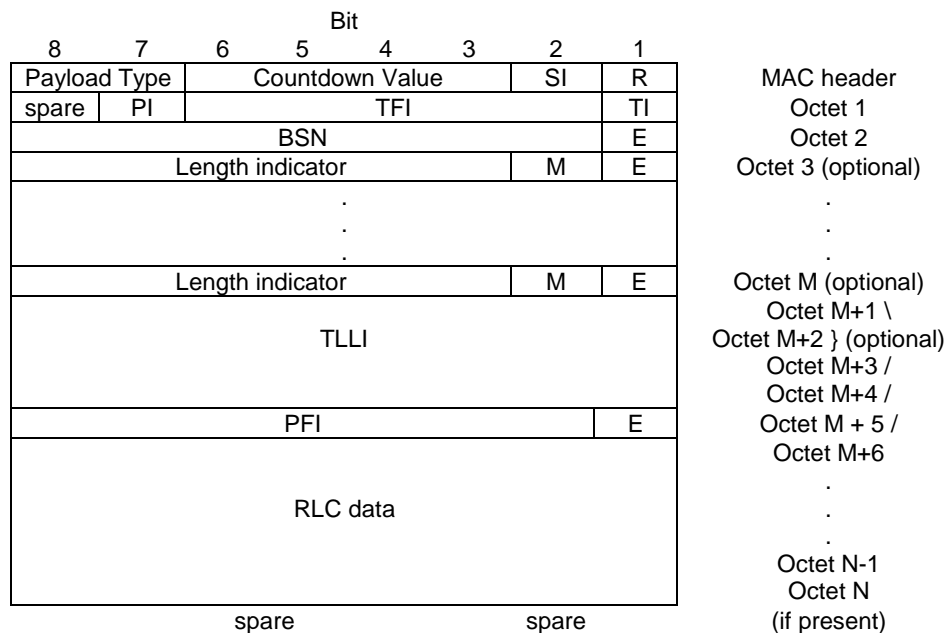 Bit
8 7 6 5 4 3 2 1
Payload Type Countdown Value SI R MAC header
spare PI TFI TI Octet 1
BSN E Octet 2
Length indicator M E Octet 3 (optional)
. .
. .
. .
Length indicator M E Octet M (optional)
Octet M+1 \
TLLI Octet M+2 } (optional)
Octet M+3 /
Octet M+4 /
PFI E Octet M + 5 /
Octet M+6
.
RLC data .
.
Octet N-1
Octet N
spare spare (if present)